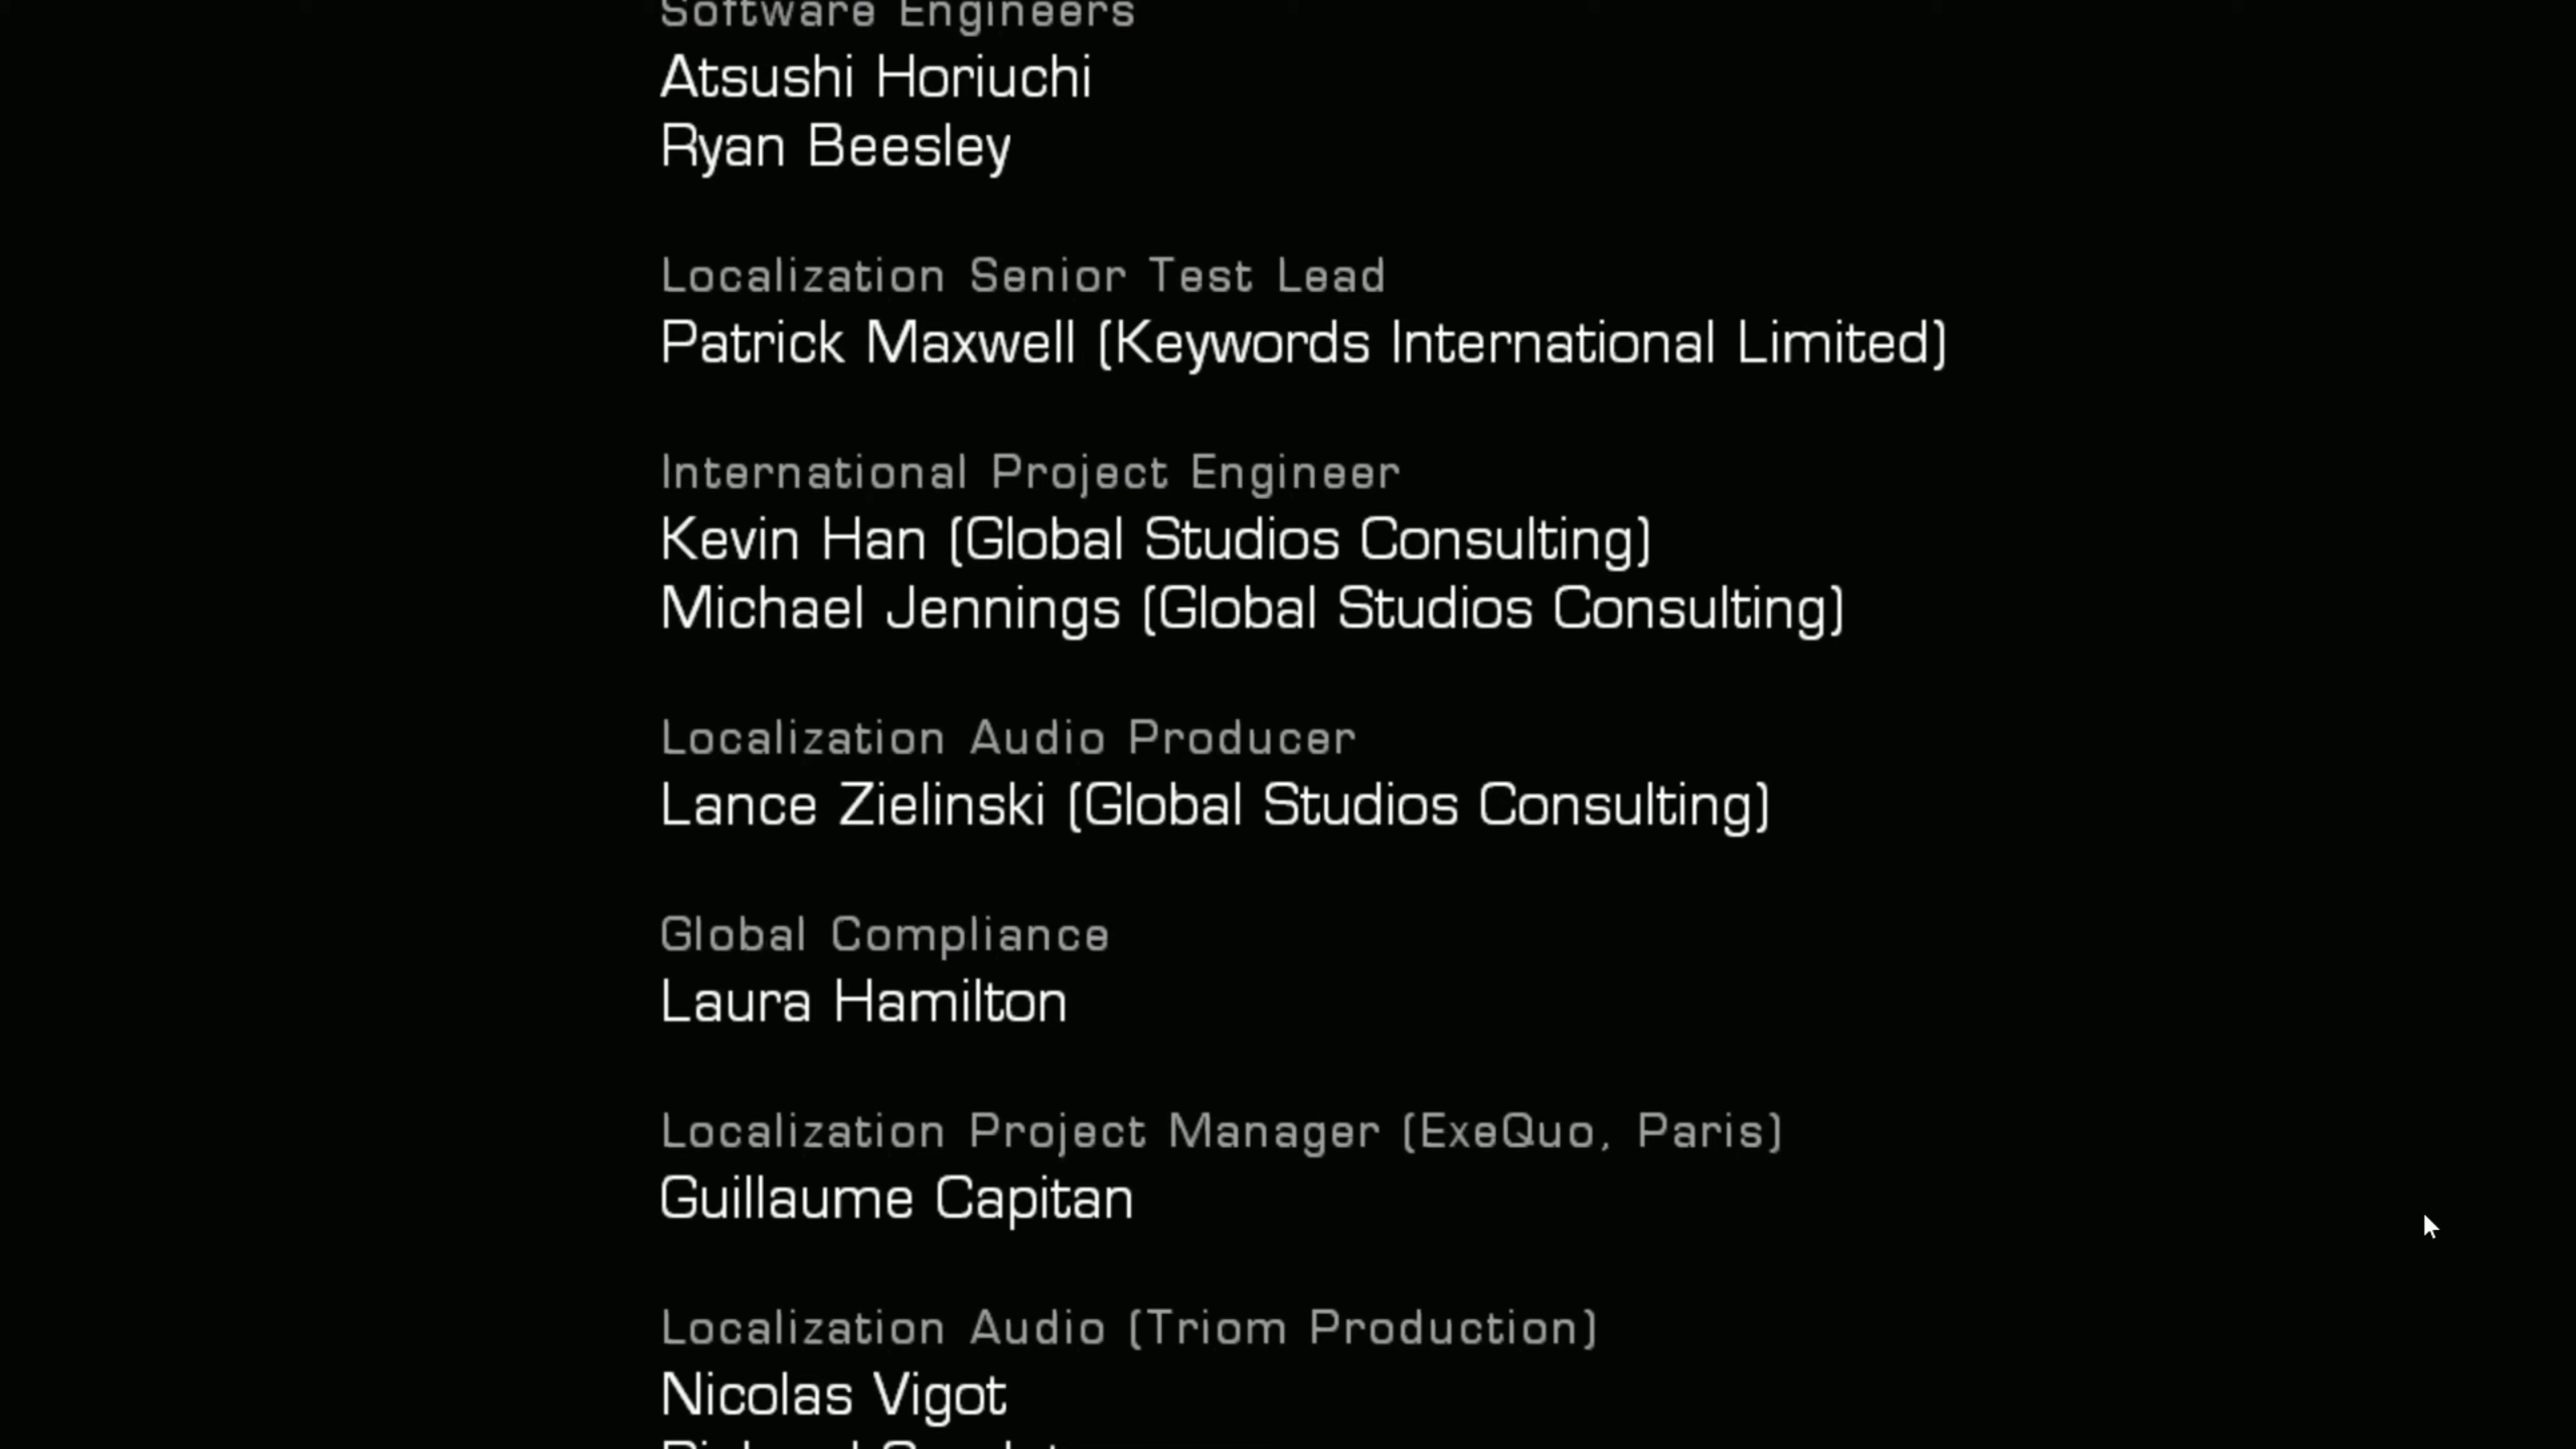 Software Engineers
Atsushi Horiuchi
Ryan Beesley
Localization Senior Test Lead
Patrick Maxwell (Keywords International Limited)
International Project Engineer
Kevin Han (Global Studios Consulting)
Michael Jennings (Global Studios Consulting)
Localization Audio Producer
Lance Zielinski (Global Studios Consulting)
Global Compliance
Laura Hamilton
Localization Project Manager (ExeQuo, Paris)
Guillaume Capitan
Localization Audio (Triom Production)
Nicolas Vigot